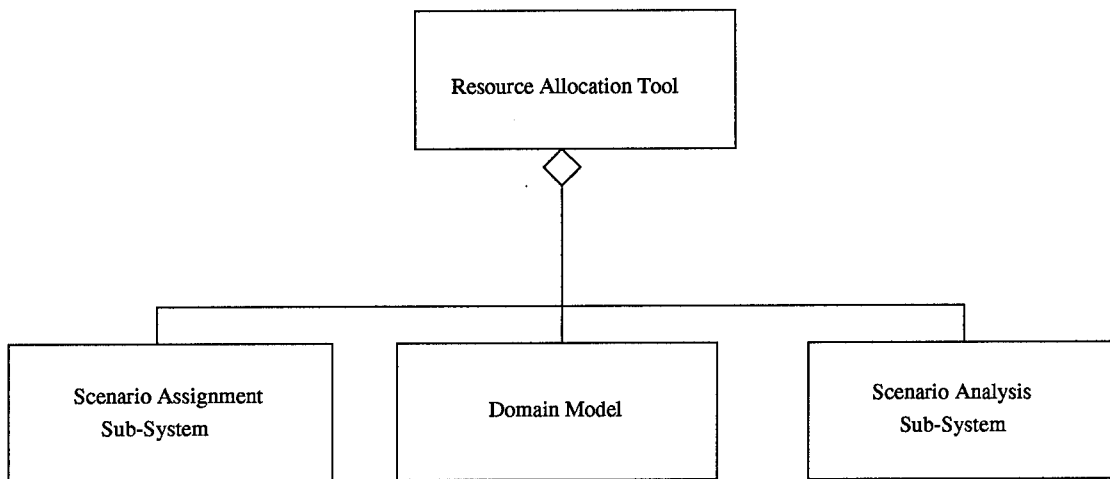 Resource Allocation Tool
Scenario Assignment
Sub-System
Domain Model
Scenario Analysis
Sub-System